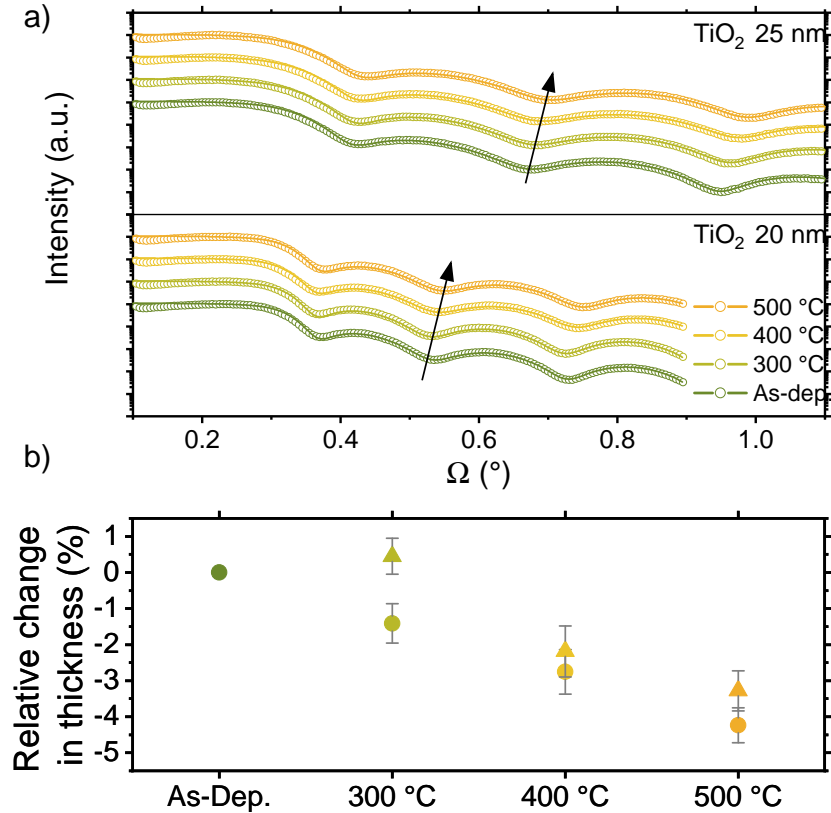 a)
TiO₂ 25 nm
Intensity (a.u.)
TiO₂ 20 nm
500 °C
400 °C
300 °C
As-dep.
0.2 0.4 0.6 0.8 1.0
Ω (°)
b)
Relative change
in thickness (%)
1
0
-1
-2
-3
-4
-5
As-Dep. 300 °C 400 °C 500 °C